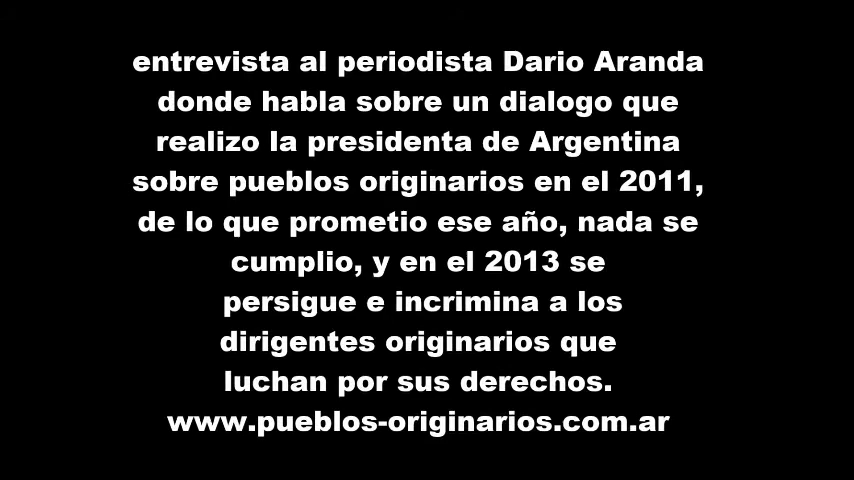 entrevista al periodista Dario Aranda
donde habla sobre un dialogo que
realizo la presidenta de Argentina
sobre pueblos originarios en el 2011,
de lo que prometio ese año, nada se
cumplio, y en el 2013 se
persigue e incrimina a los
dirigentes originarios que
luchan por sus derechos.
www.pueblos-originarios.com.ar